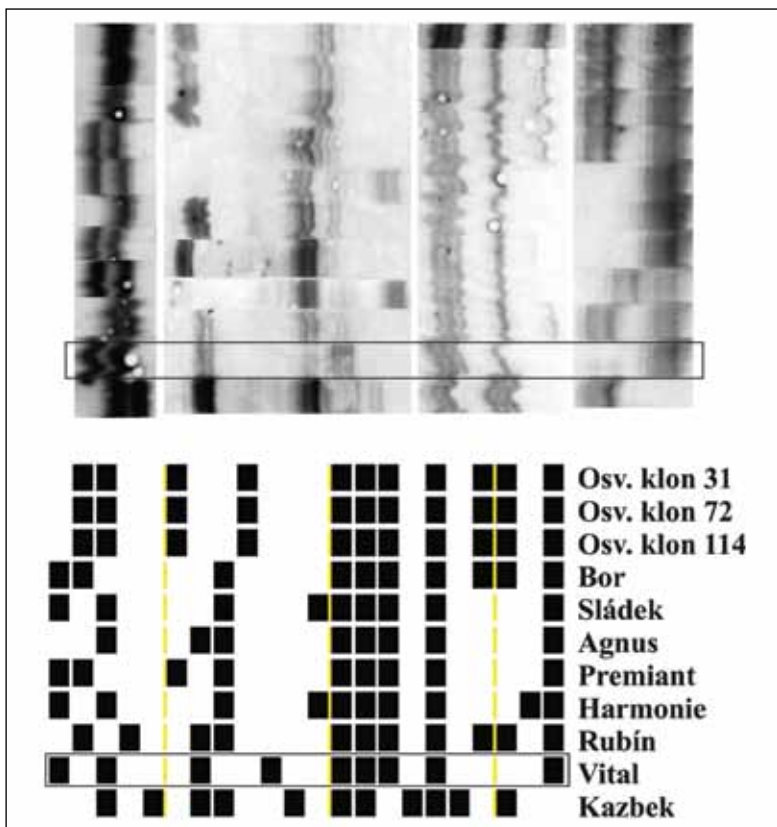 Osv. klon 31
Osv. klon 72
Osv. klon 114
Bor
Sládek
Agnus
Premiant
Harmonie
Rubín
Vital
Kazbek